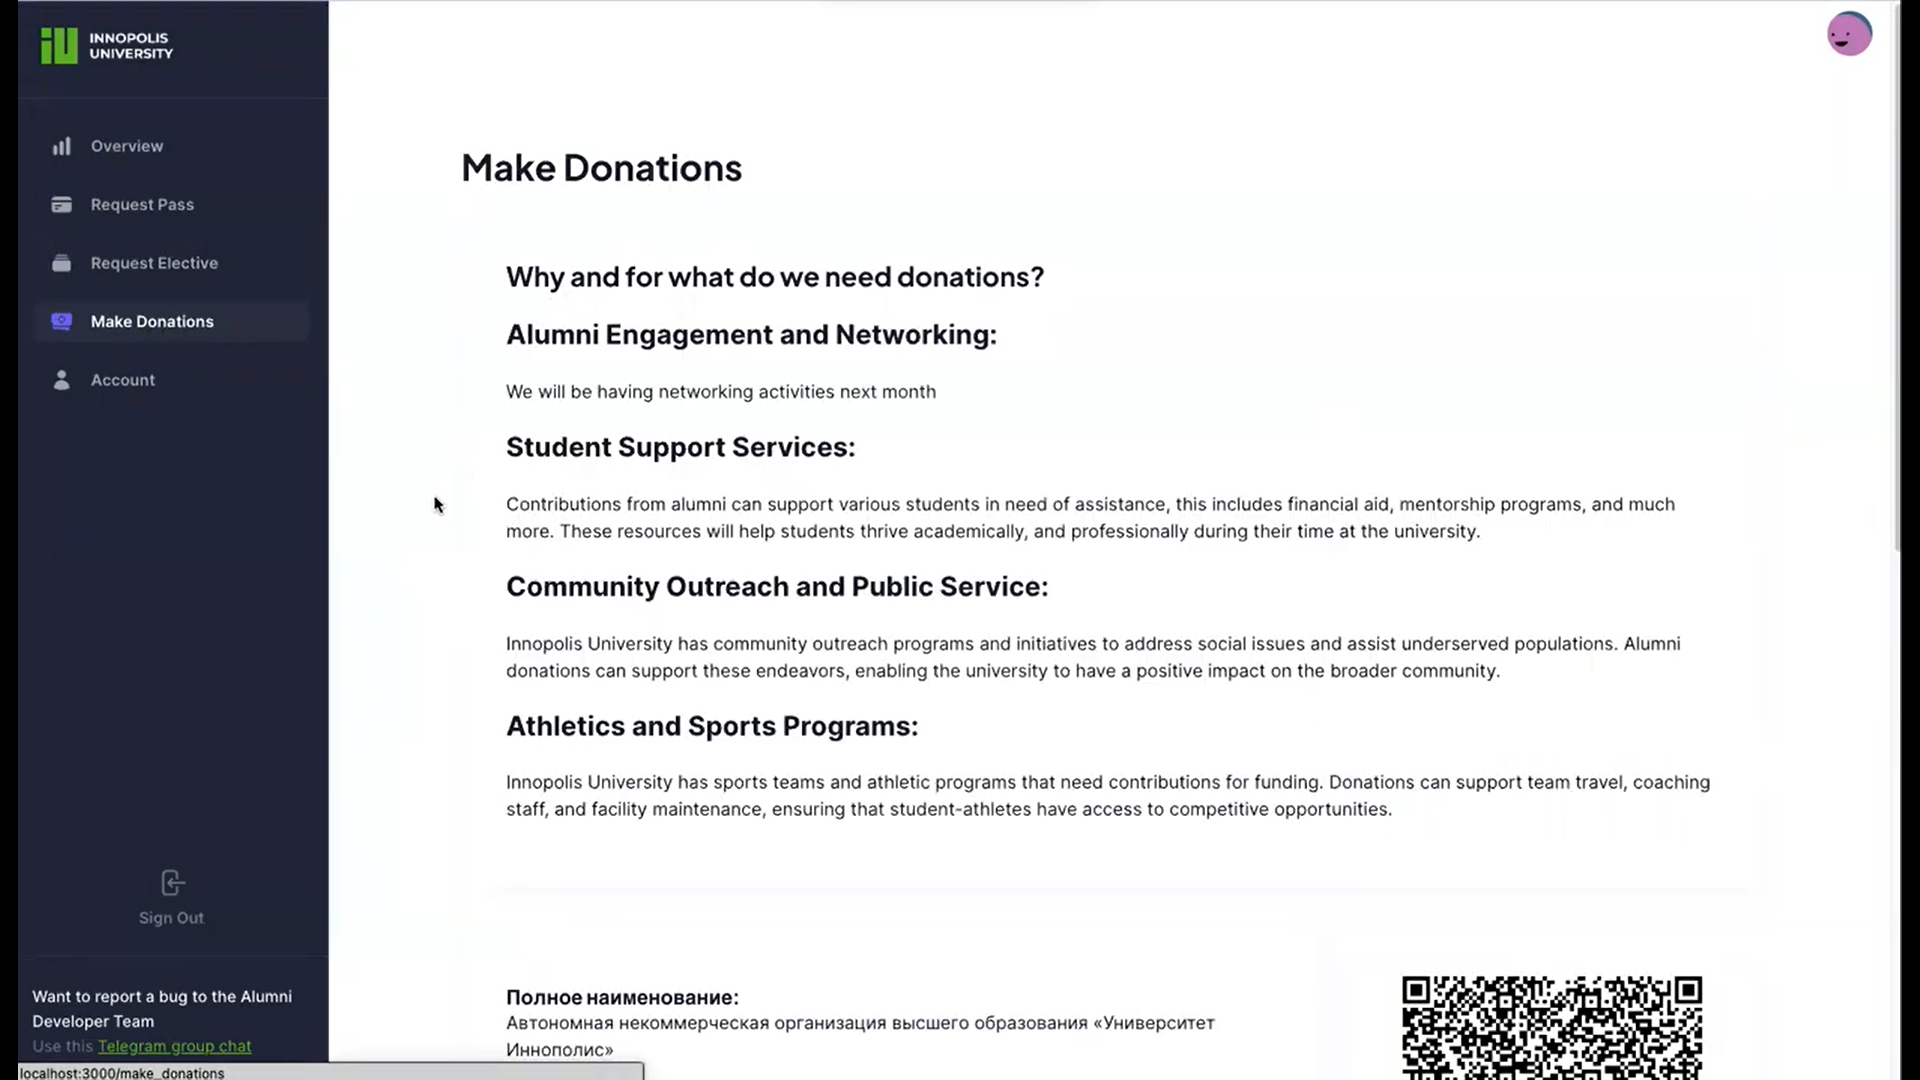 INNOPOLIS
UNIVERSITY
Overview
Request Pass
Request Elective
Make Donations
Account
Sign Out
Want to report a bug to the Alumni
Developer Team
Use this Telegram group chat
localhost:3000/make_donations
Make Donations
Why and for what do we need donations?
Alumni Engagement and Networking:
We will be having networking activities next month
Student Support Services:
Contributions from alumni can support various students in need of assistance, this includes financial aid, mentorship programs, and much
more. These resources will help students thrive academically, and professionally during their time at the university.
Community Outreach and Public Service:
Innopolis University has community outreach programs and initiatives to address social issues and assist underserved populations. Alumni
donations can support these endeavors, enabling the university to have a positive impact on the broader community.
Athletics and Sports Programs:
Innopolis University has sports teams and athletic programs that need contributions for funding. Donations can support team travel, coaching
staff, and facility maintenance, ensuring that student-athletes have access to competitive opportunities.
Полное наименование:
Автономная некоммерческая организация высшего образования «Университет
Иннополис»